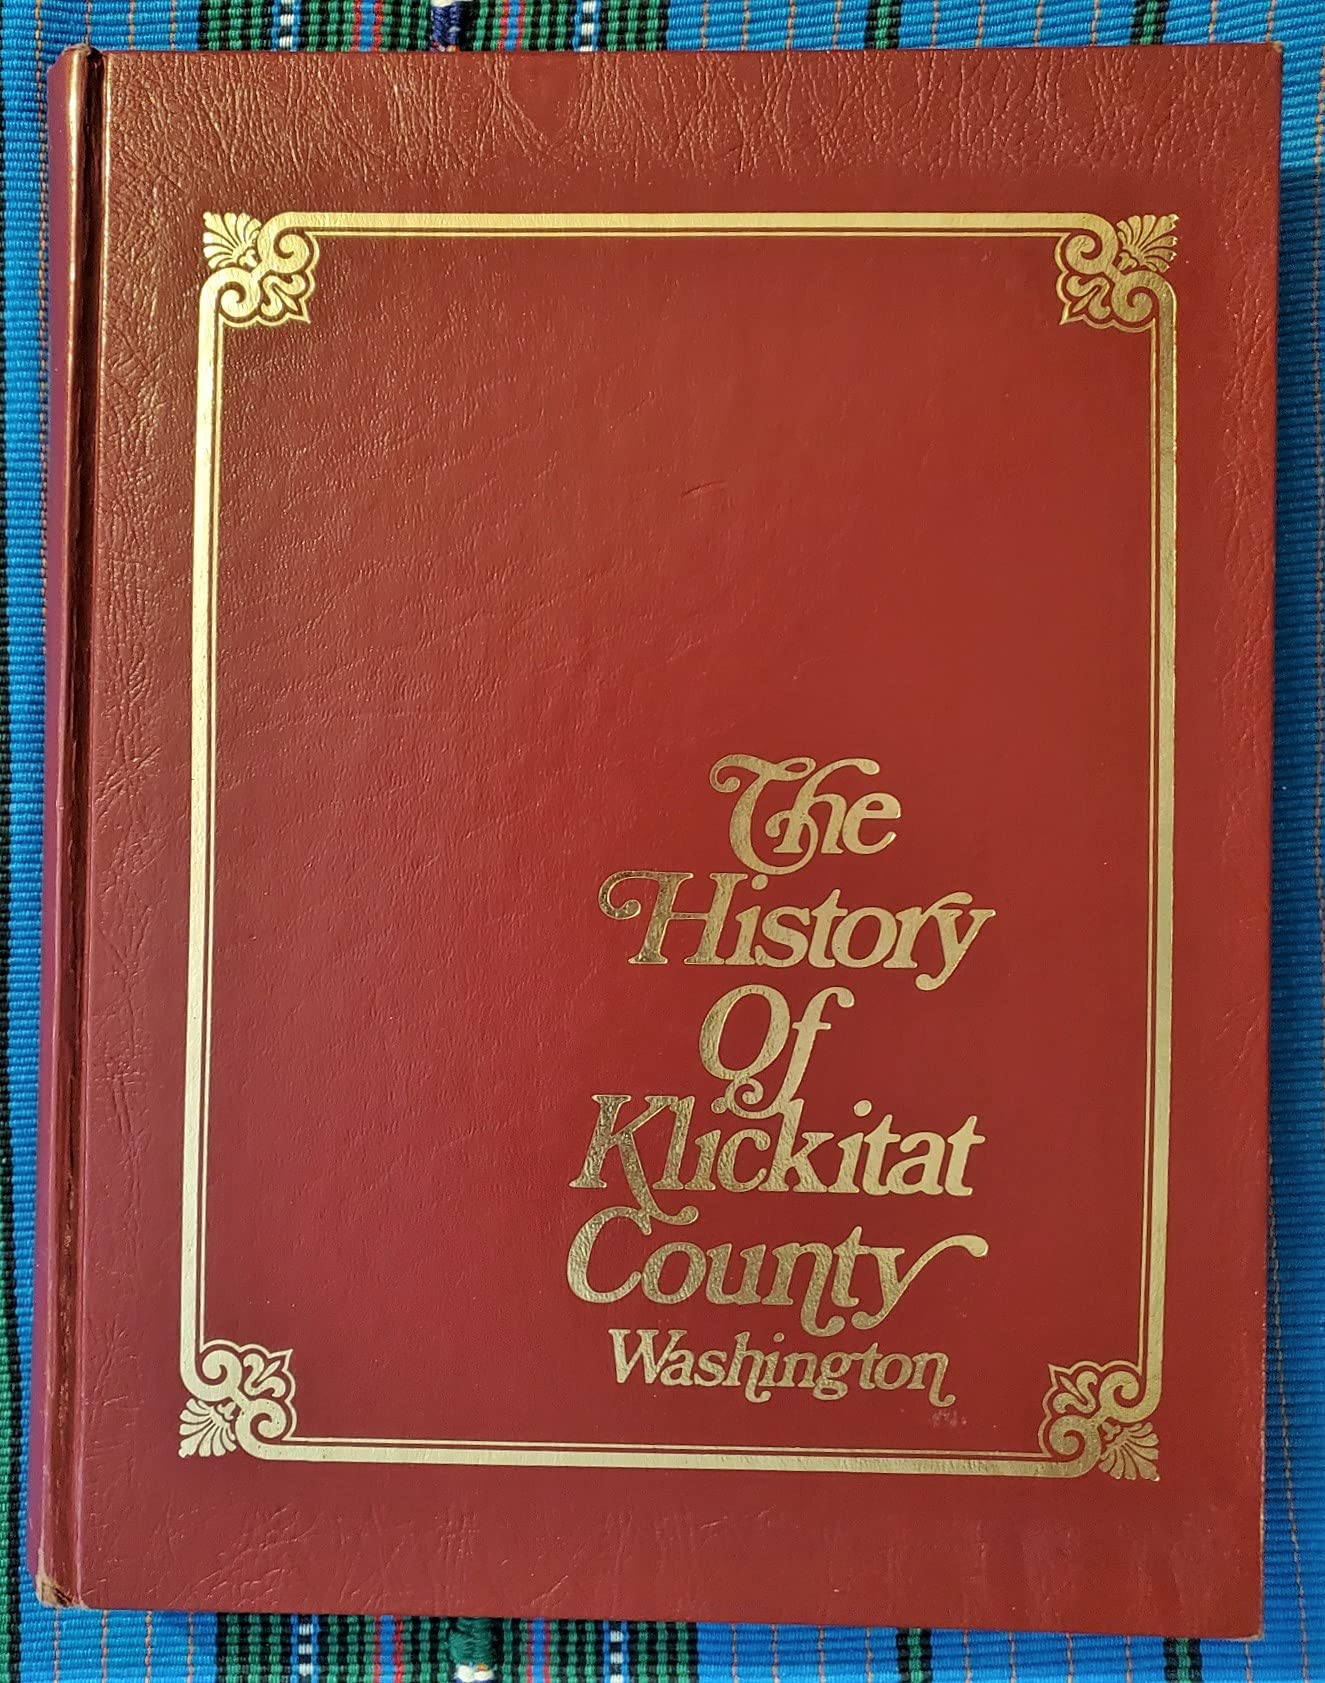 The
History
Of
Klickitat
County
Washington